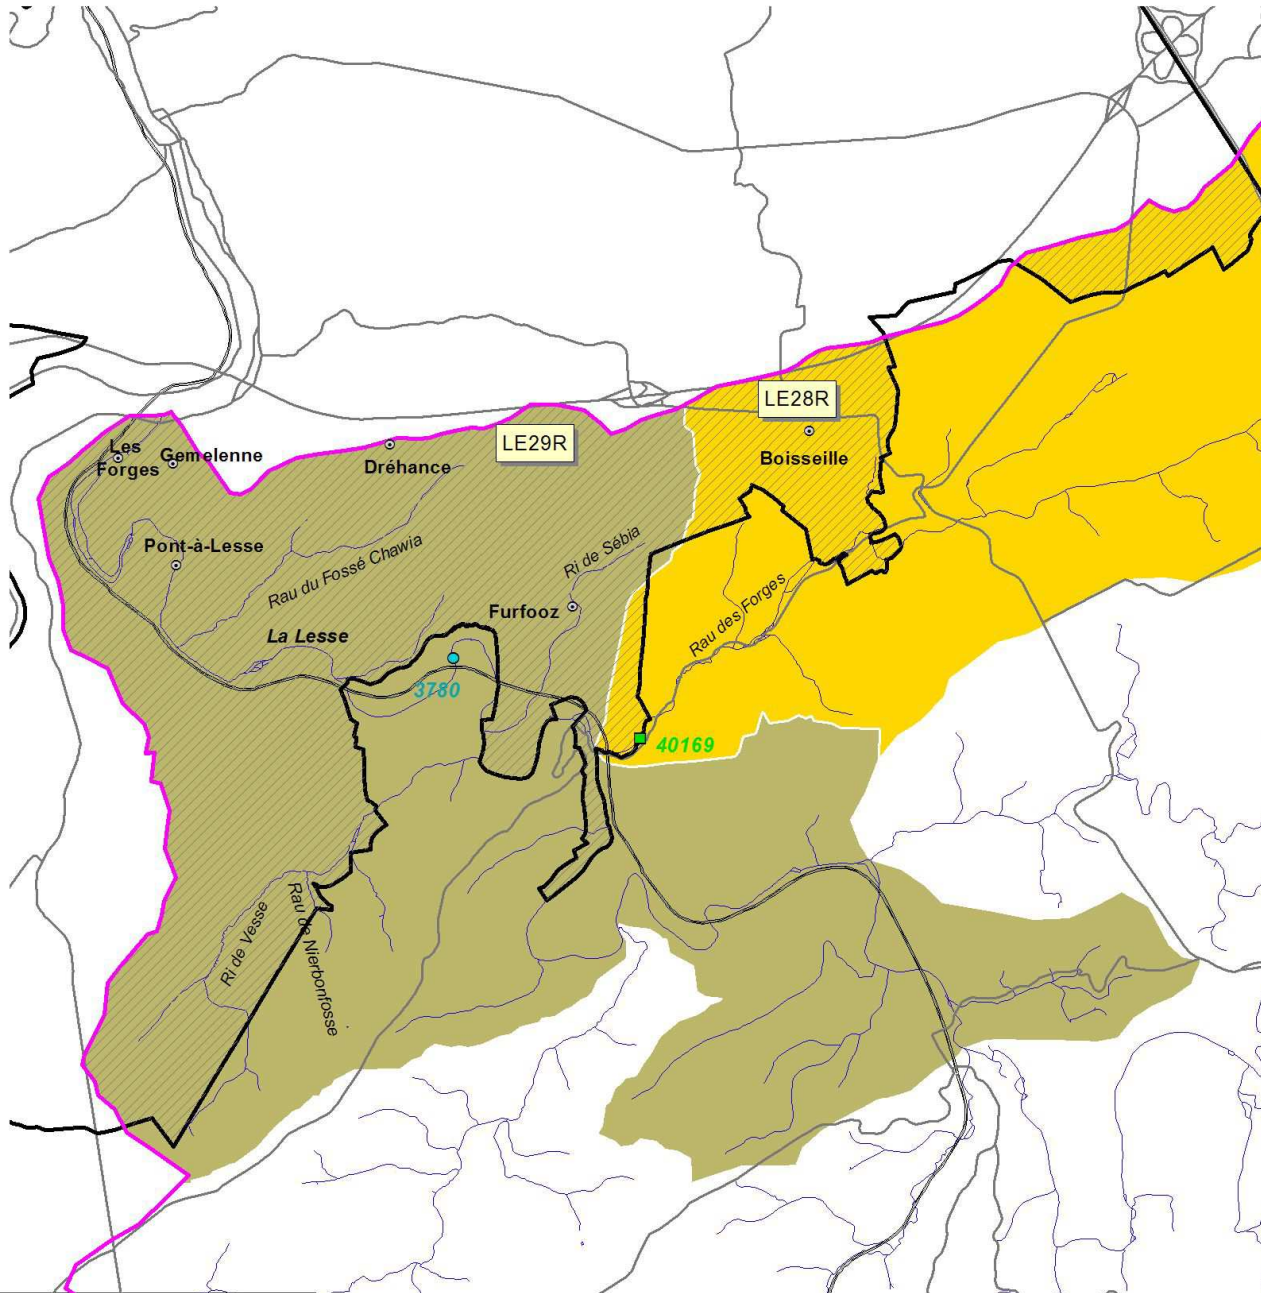 LE28R
LE29R
Les
Forges
Gemelenne
Dréhance
Boisseille
Pont-à-Lesse
Rau du Fossé Chawia
Ri de Sébia
Furfooz
Rau des Forges
La Lesse
3780
40169
Ri de Vesse
Rau de Nierbonfosse